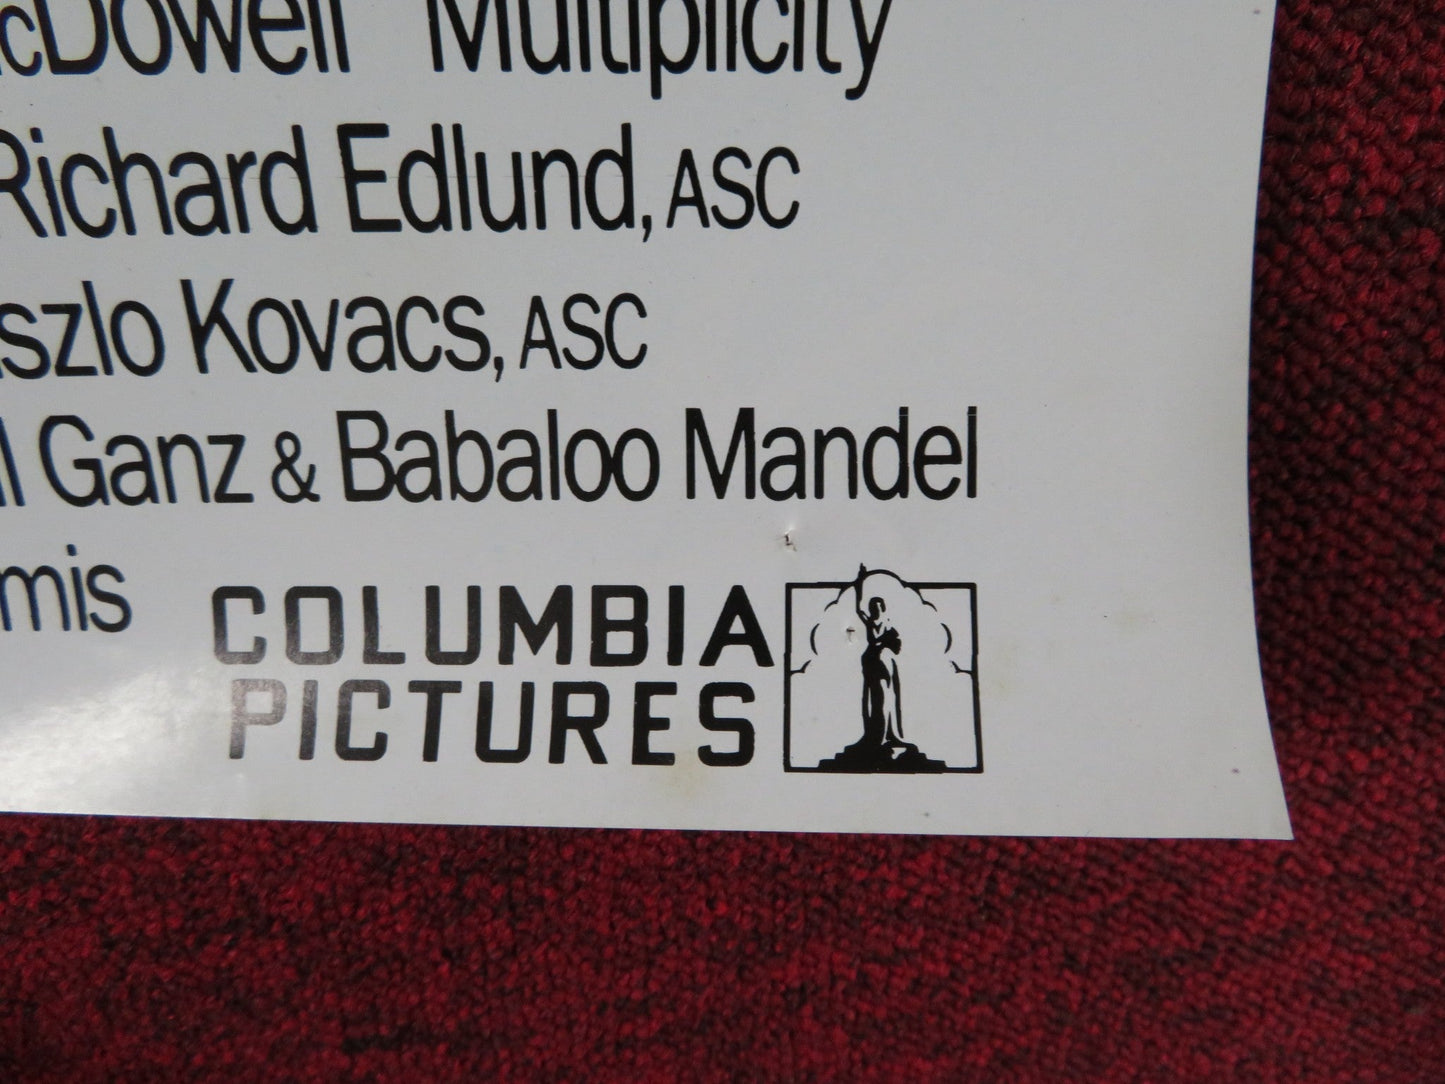 cDowell Multiplicity
Richard Edlund, ASC
szlo Kovacs, ASC
l Ganz & Babaloo Mandel
mis
COLUMBIA
PICTURES